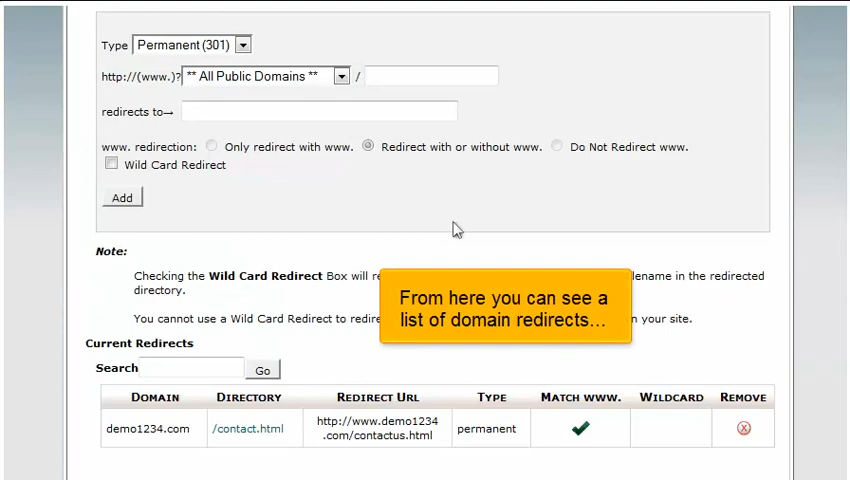 Type Permanent (301)
http://(www.)? ** All Public Domains ** /
redirects to→
www. redirection: Only redirect with www. Redirect with or without www. Do Not Redirect www.
Wild Card Redirect
Add
Note:
Checking the Wild Card Redirect Box will re lename in the redirected
directory.
You cannot use a Wild Card Redirect to redire n your site.
From here you can see a
list of domain redirects...
Current Redirects
Search Go
DOMAIN DIRECTORY REDIRECT URL TYPE MATCH WWW. WILDCARD REMOVE
demo1234.com /contact.html http://www.demo1234 permanent
.com/contactus.html